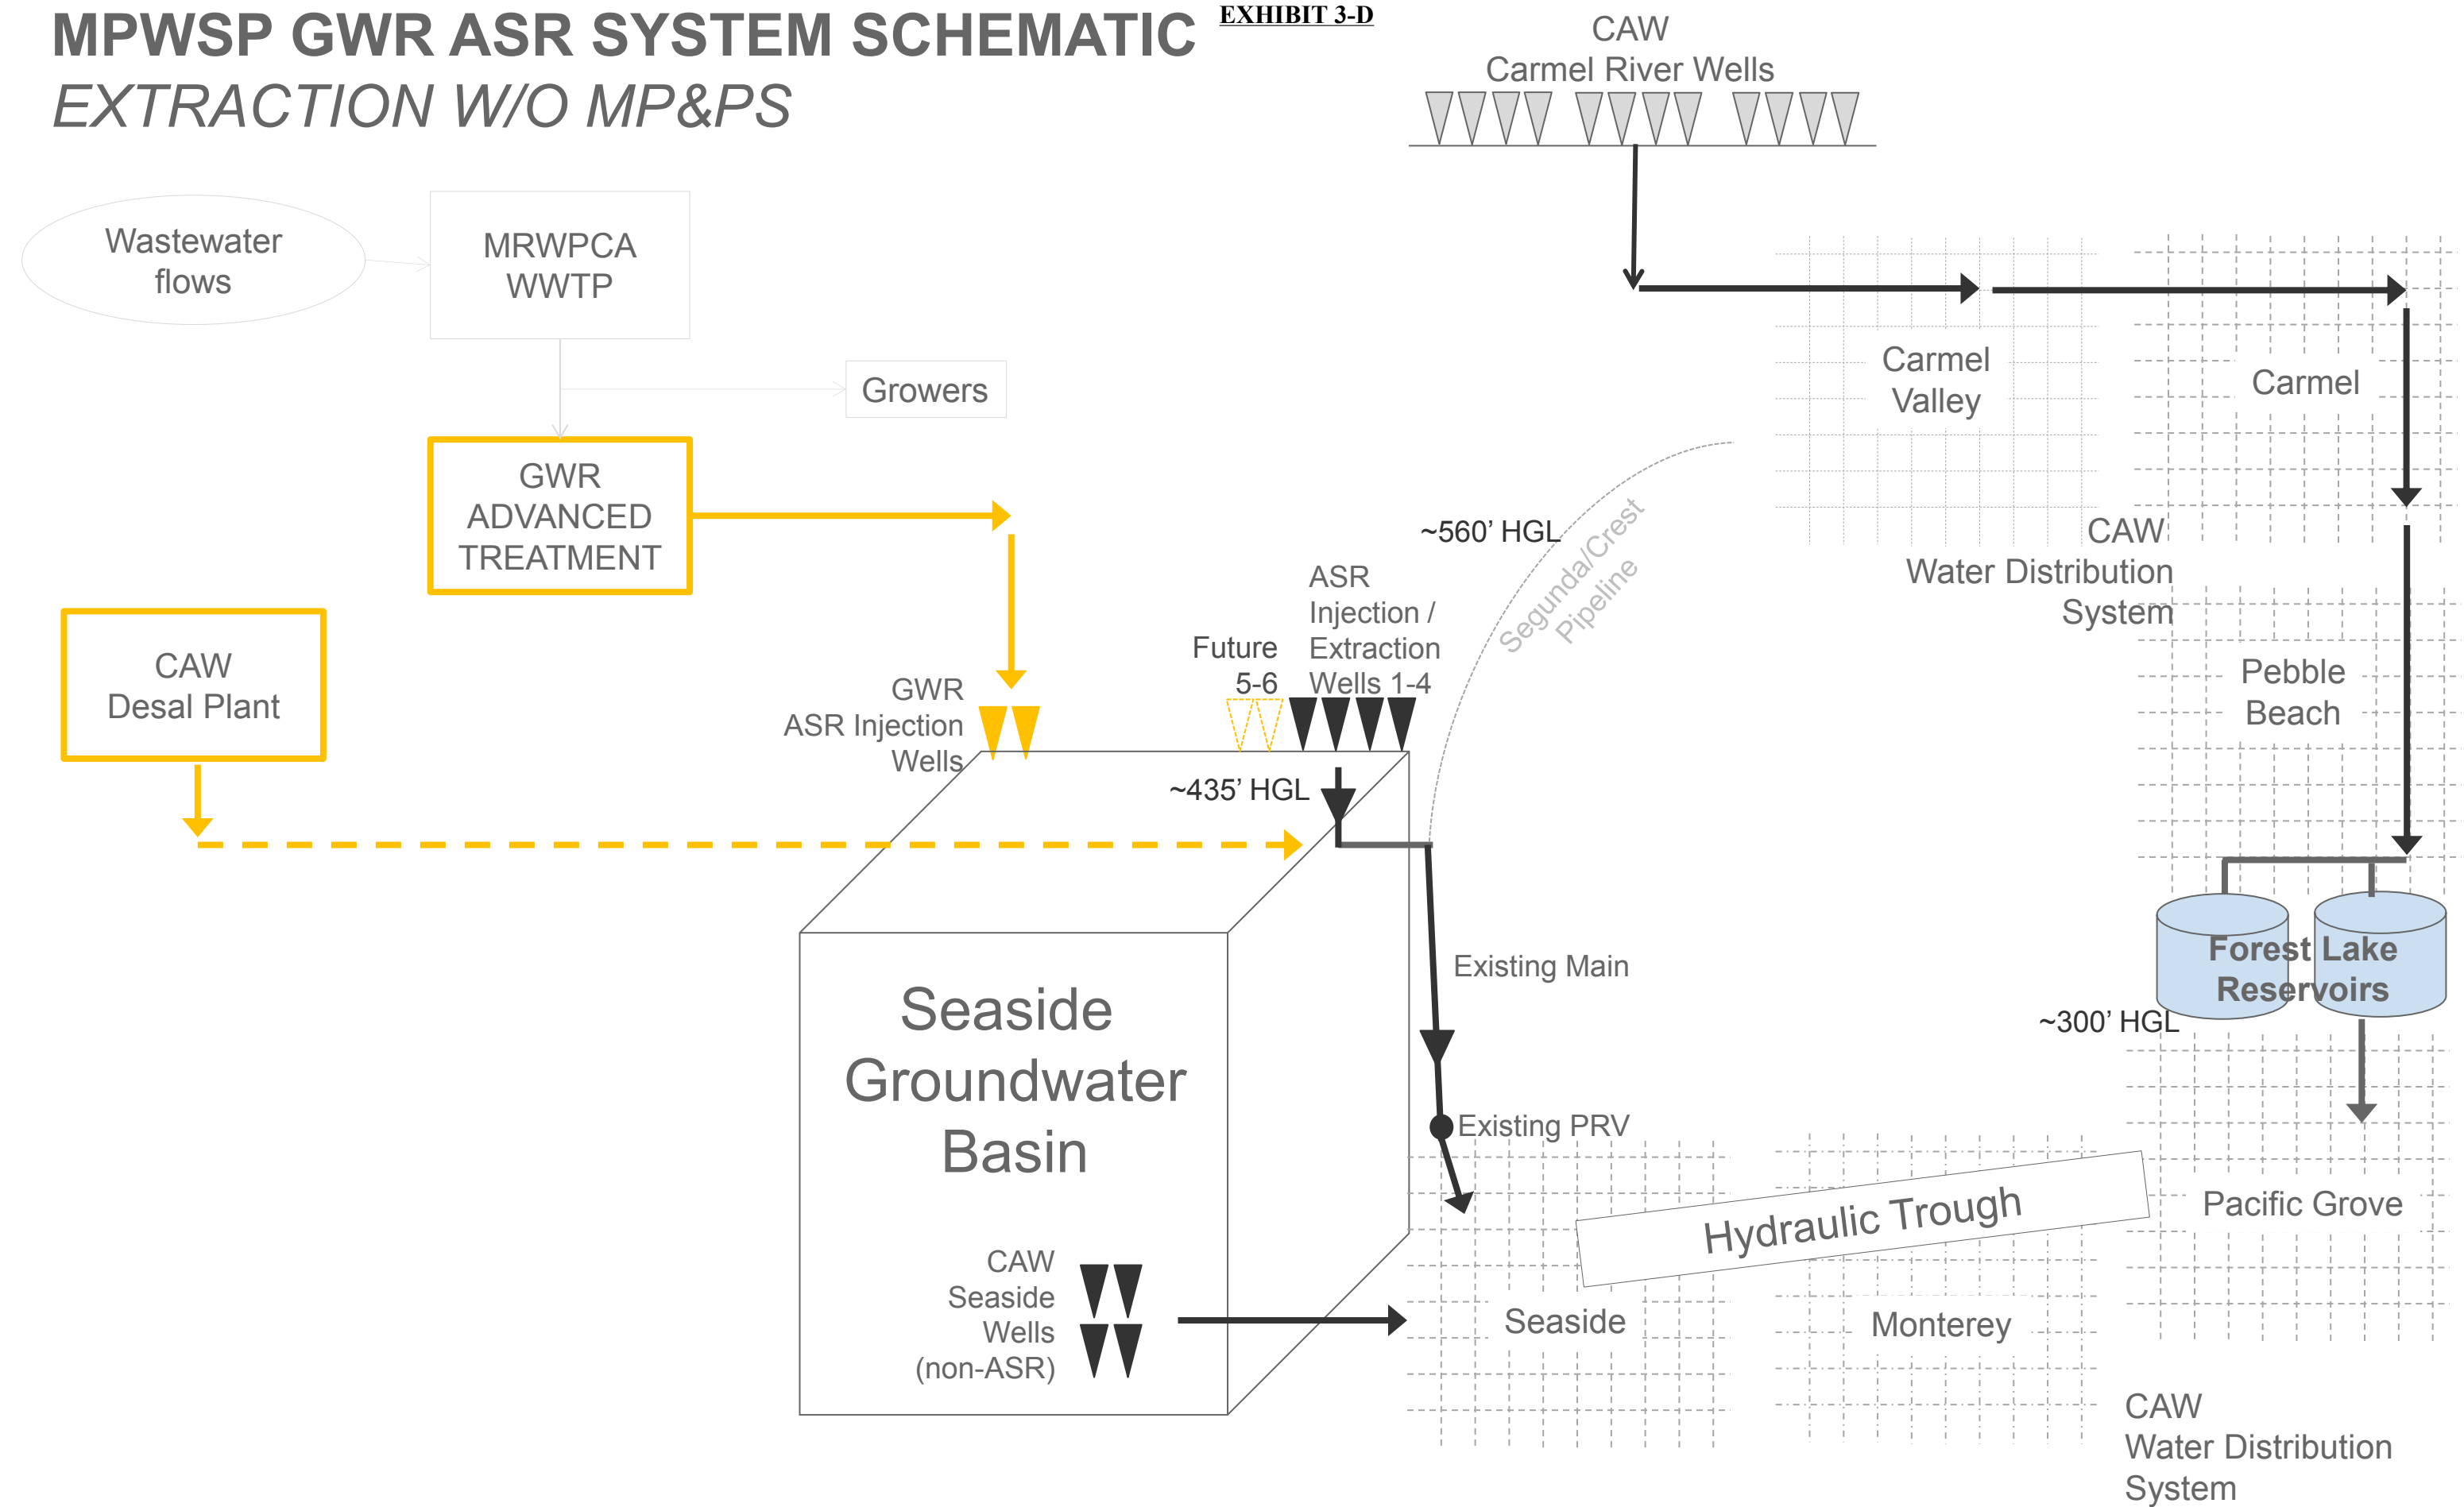 MPWSP GWR ASR SYSTEM SCHEMATIC
EXTRACTION W/O MP&PS
EXHIBIT 3-D
CAW
Carmel River Wells
Wastewater
flows
MRWPCA
WWTP
Growers
GWR
ADVANCED
TREATMENT
CAW
Desal Plant
GWR
ASR Injection
Wells
Future
5-6
ASR
Injection /
Extraction
Wells 1-4
~560’ HGL
Segunda/Crest
Pipeline
~435’ HGL
Carmel
Valley
Carmel
CAW
Water Distribution
System
Pebble
Beach
Forest Lake
Reservoirs
~300’ HGL
Existing Main
Existing PRV
Seaside
Groundwater
Basin
CAW
Seaside
Wells
(non-ASR)
Hydraulic Trough
Seaside
Monterey
Pacific Grove
CAW
Water Distribution
System